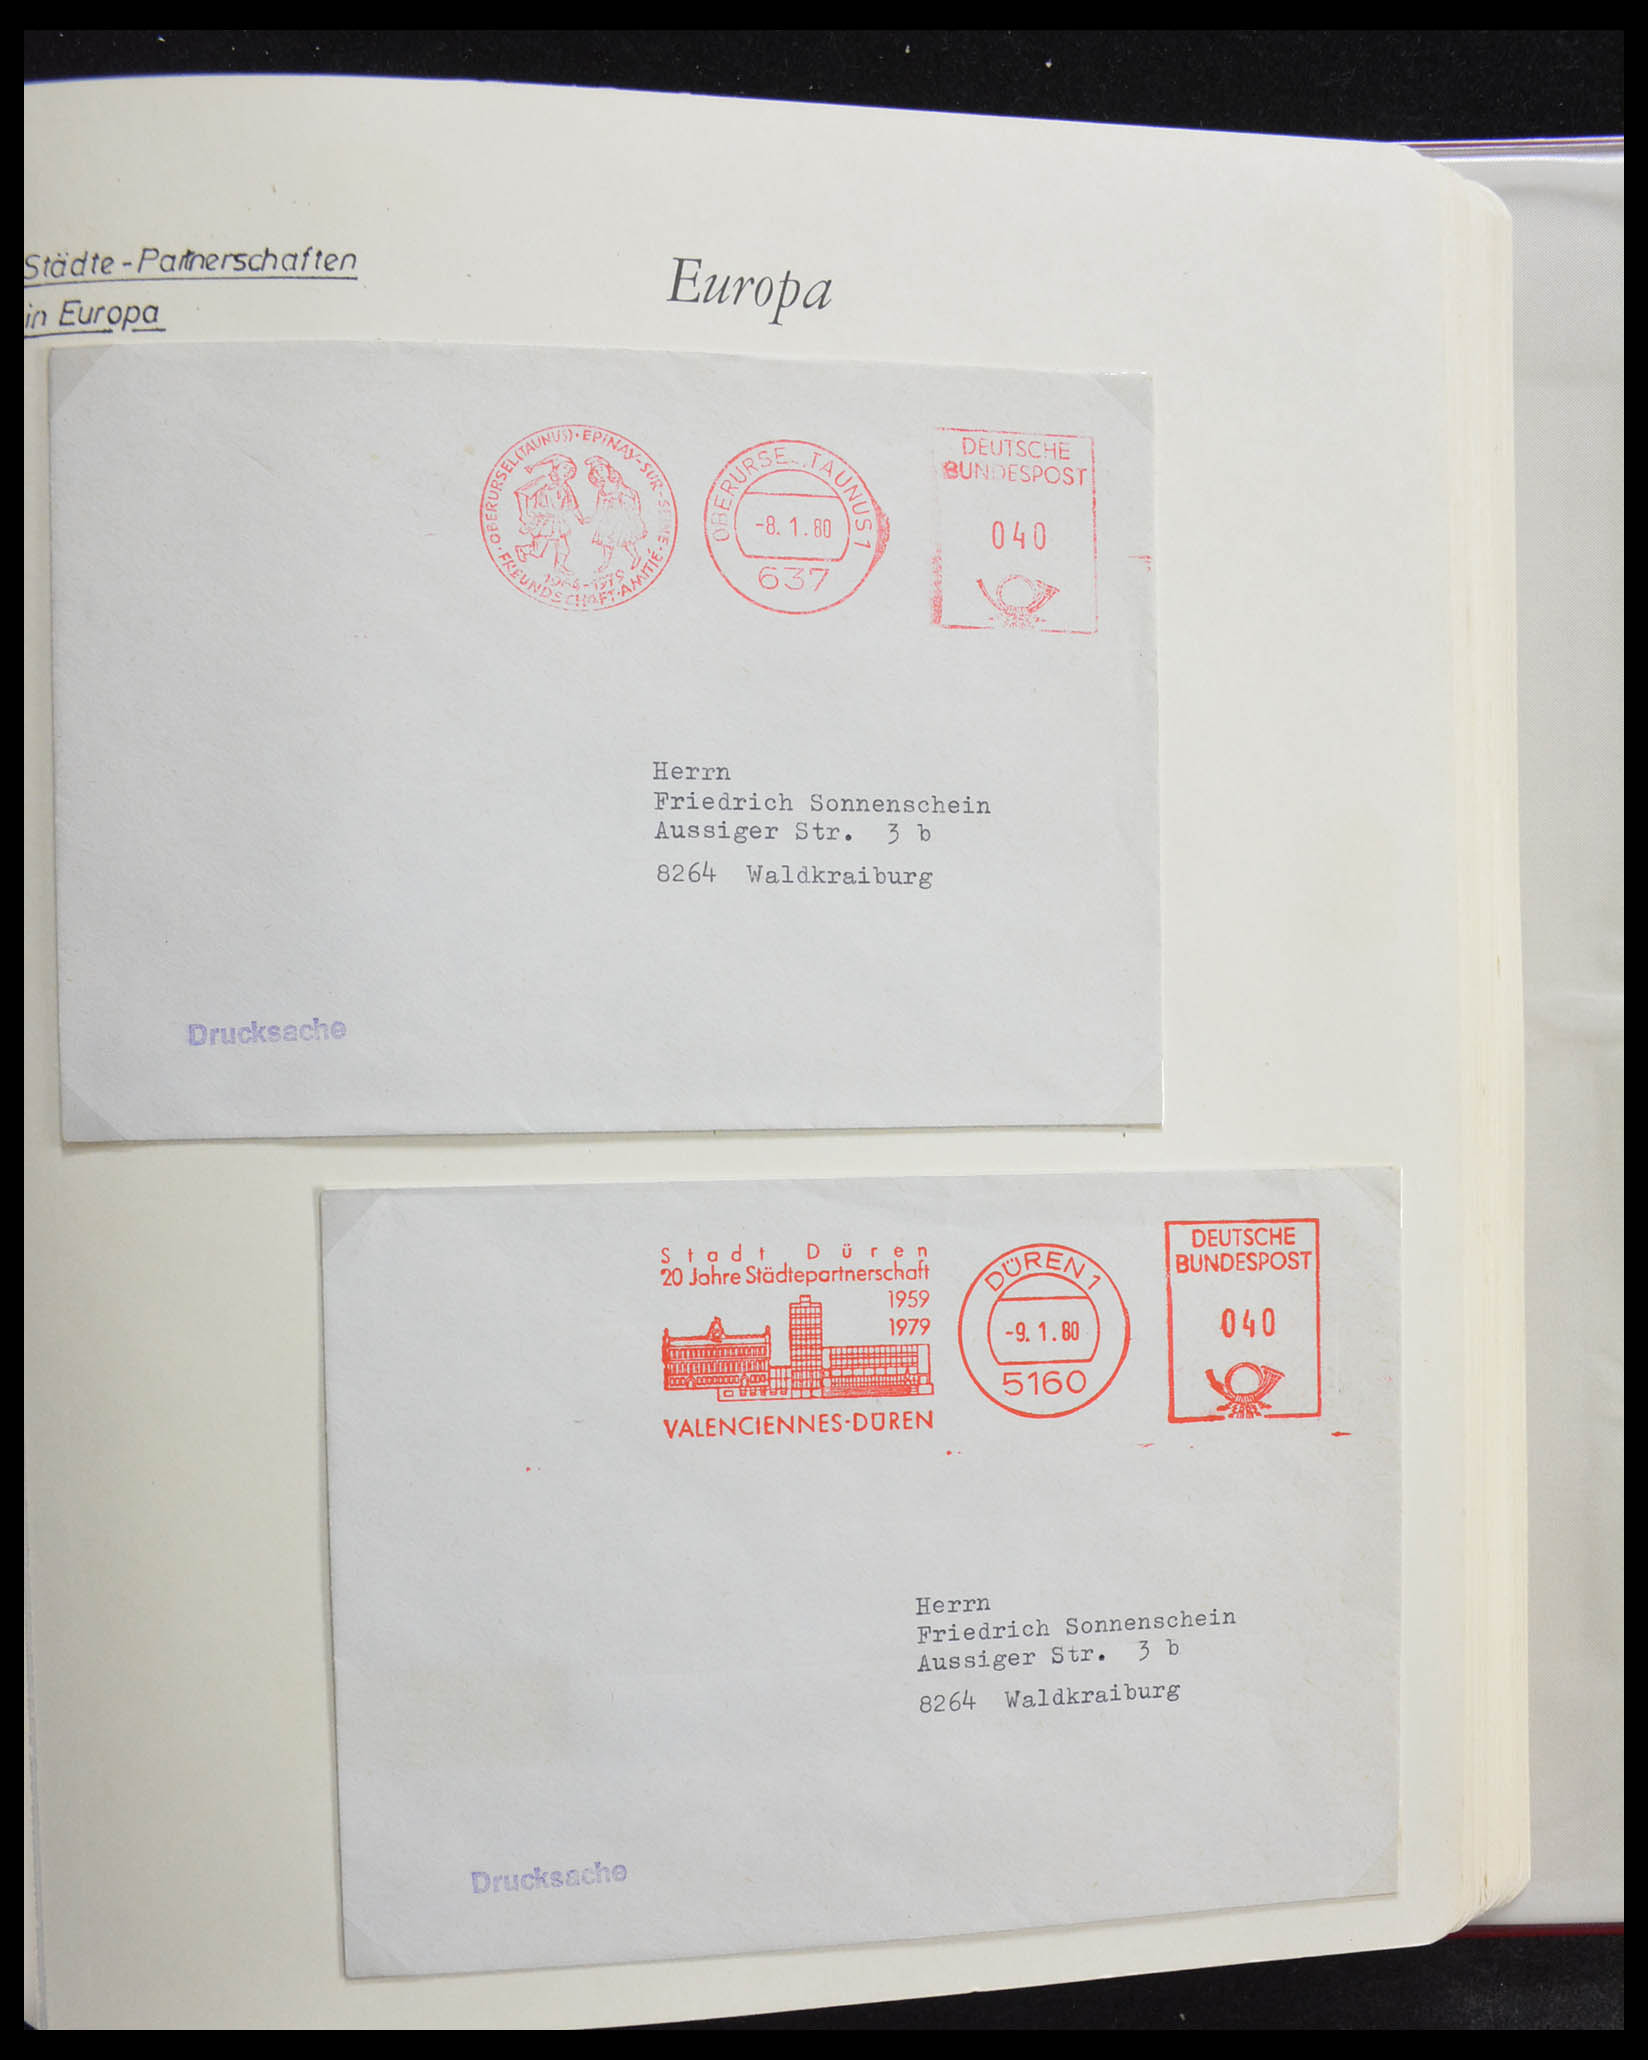 Städte-Partnerschaften
in Europa
Europa
OBERURSEL (TAUNUS) · EPINAY-SUR-SEINE ·
· FREUNDSCHAFT · AMITIÉ ·
1964-1979
OBERURSEL TAUNUS 1
-8. 1. 80
637
DEUTSCHE
BUNDESPOST
040
Herrn
Friedrich Sonnenschein
Aussiger Str. 3 b
8264 Waldkraiburg
Drucksache
Stadt Düren
20 Jahre Städtepartnerschaft
1959
1979
VALENCIENNES-DÜREN
DÜREN 1
-9. 1. 80
5160
DEUTSCHE
BUNDESPOST
040
Herrn
Friedrich Sonnenschein
Aussiger Str. 3 b
8264 Waldkraiburg
Drucksache